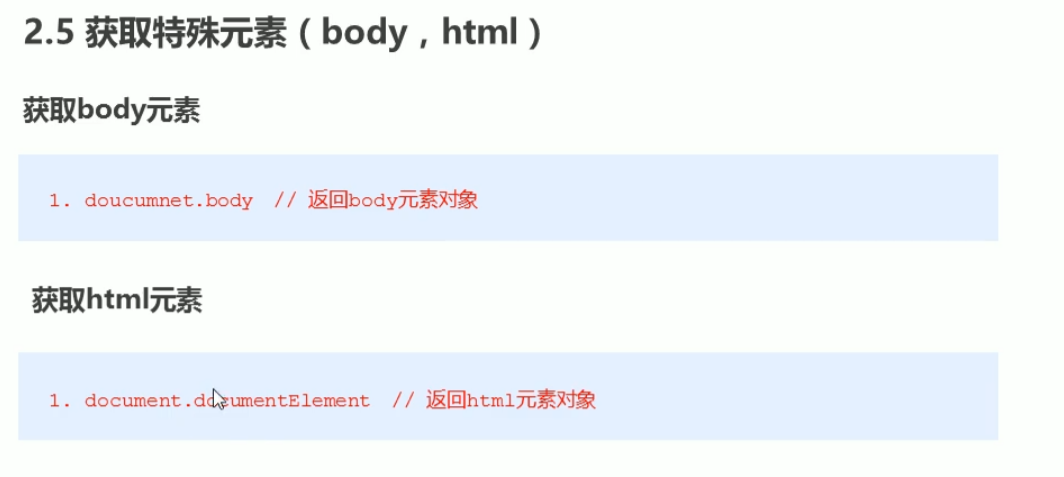 2.5 获取特殊元素（body，html）
获取body元素
1. doucumnet.body // 返回body元素对象
获取html元素
1. document.documentElement // 返回html元素对象